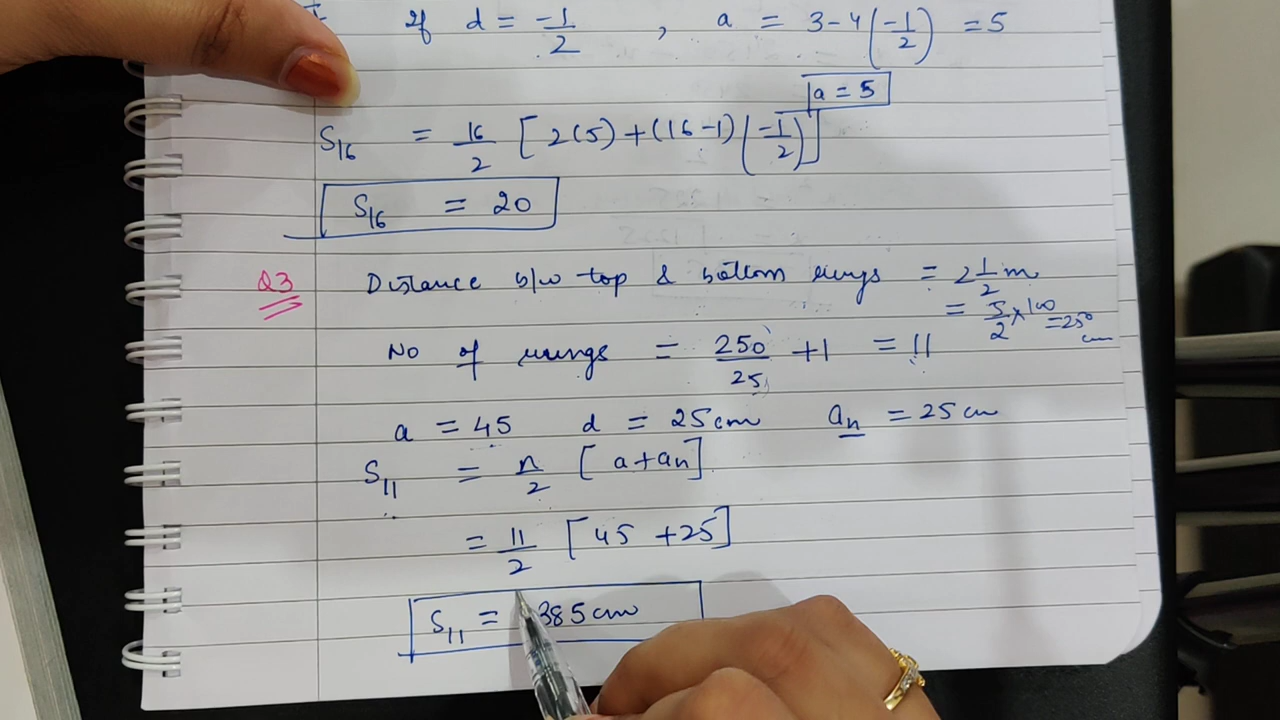 If d = -1/2 , a = 3-4(-1/2) = 5
a = 5
S16 = 16/2 [2(5)+(16-1)(-1/2)]
S16 = 20
Q3 Distance b/w top & bottom rungs = 2 1/2 m
= 5/2 × 100 = 250 cm
No of rungs = 250/25 + 1 = 11
a = 45 d = 25cm an = 25 cm
S11 = n/2 [a+an]
= 11/2 [45 +25]
S11 = 385 cm